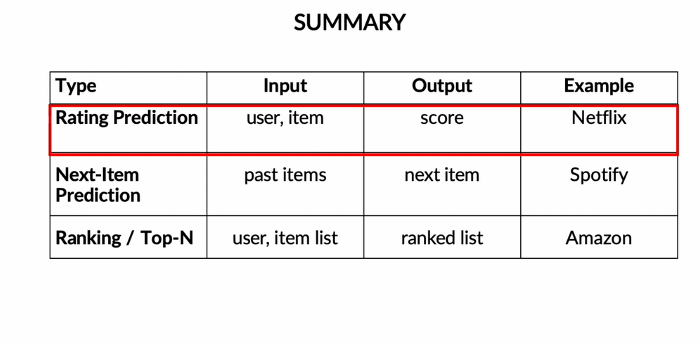 SUMMARY
Type Input Output Example
Rating Prediction user, item score Netflix
Next-Item Prediction past items next item Spotify
Ranking / Top-N user, item list ranked list Amazon